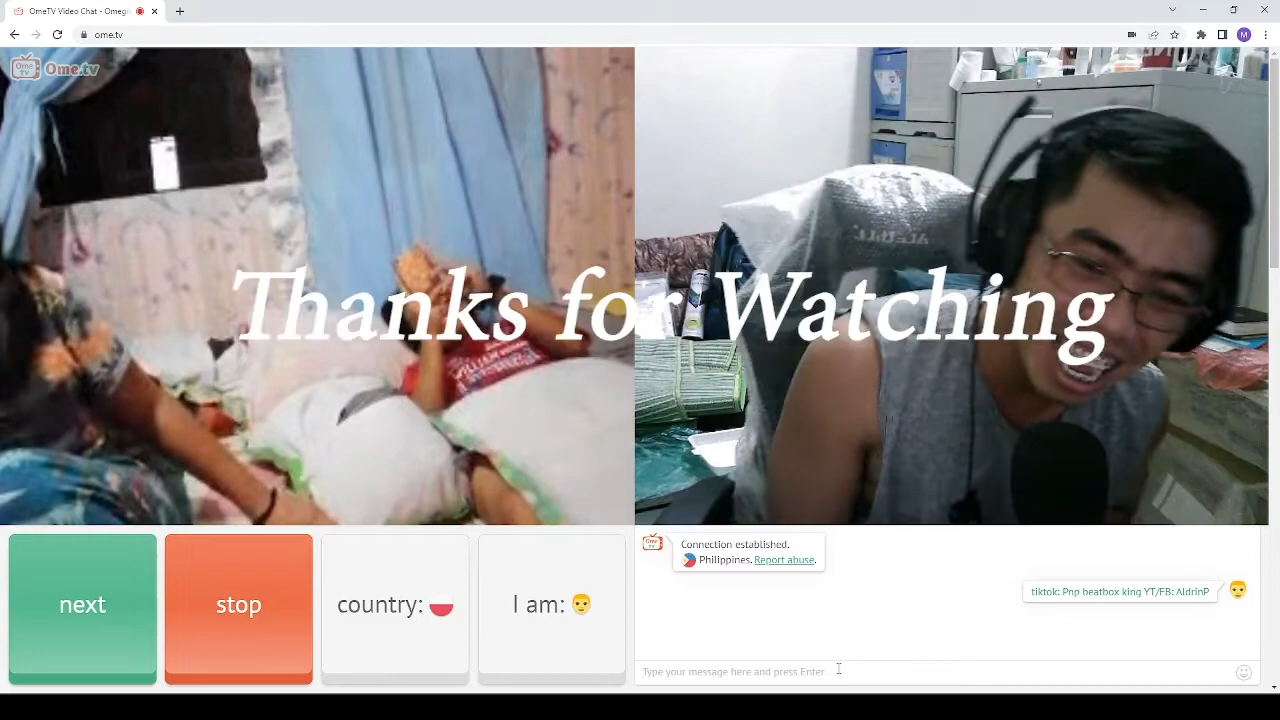 OmeTV Video Chat - Omegl
ome.tv
M
Ome.tv
Thanks for Watching
next
stop
country:
I am:
Connection established.
Philippines. Report abuse.
tiktok: Pnp beatbox king YT/FB: AldrinP
Type your message here and press Enter